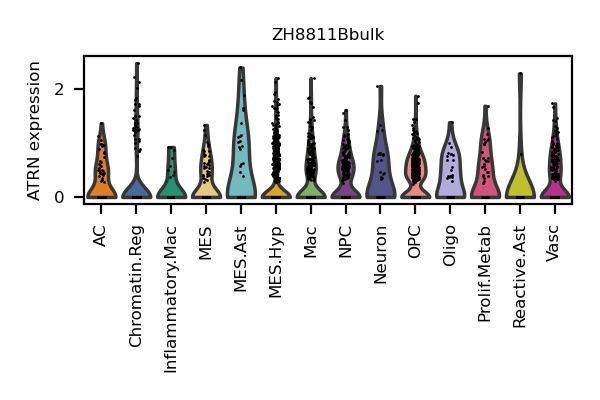 ZH8811Bbulk
ATRN expression
2
0
AC
Chromatin.Reg
Inflammatory.Mac
MES
MES.Ast
MES.Hyp
Mac
NPC
Neuron
OPC
Oligo
Prolif.Metab
Reactive.Ast
Vasc